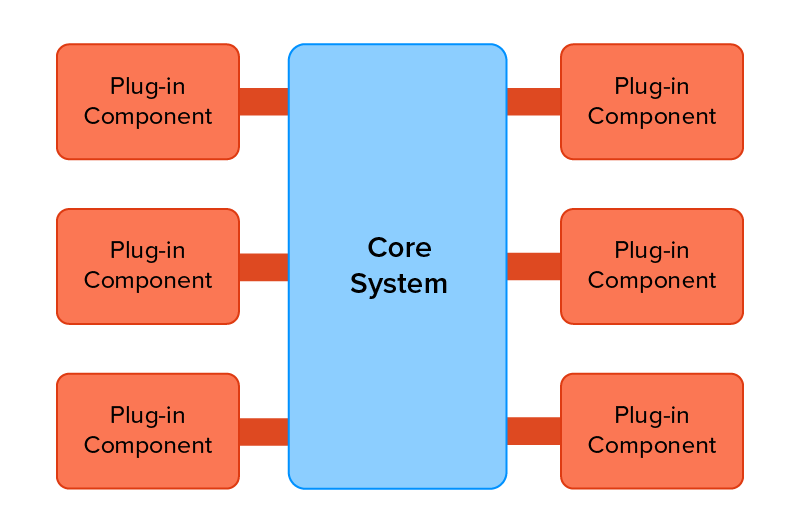 Plug-in
Component
Plug-in
Component
Plug-in
Component
Core
System
Plug-in
Component
Plug-in
Component
Plug-in
Component